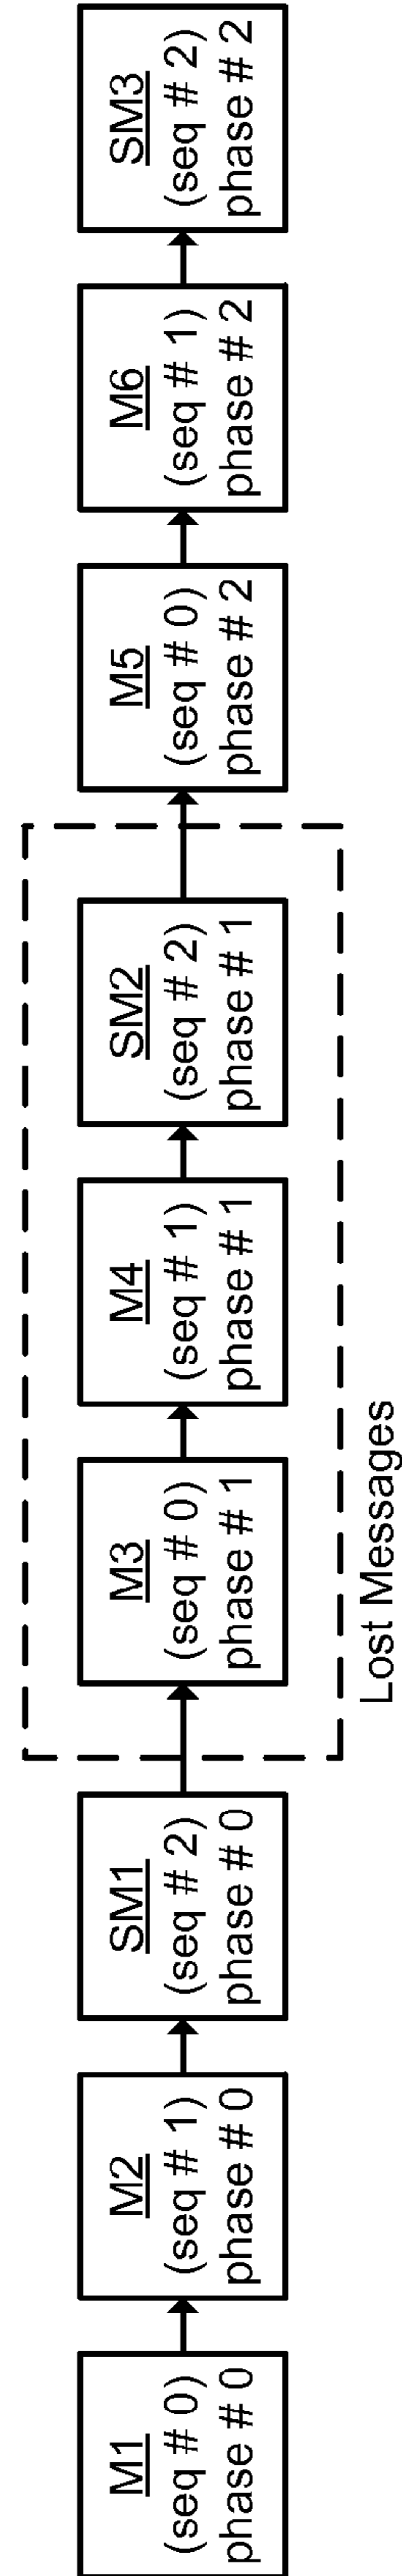 M1
(seq # 0)
phase # 0
M2
(seq # 1)
phase # 0
SM1
(seq # 2)
phase # 0
M3
(seq # 0)
phase # 1
M4
(seq # 1)
phase # 1
SM2
(seq # 2)
phase # 1
M5
(seq # 0)
phase # 2
M6
(seq # 1)
phase # 2
SM3
(seq # 2)
phase # 2
Lost Messages